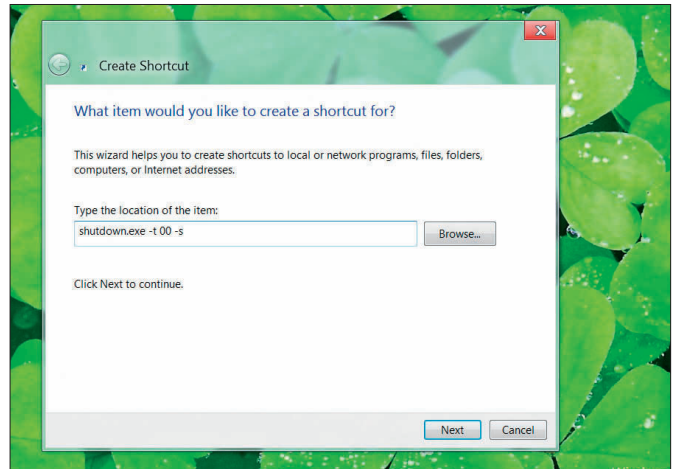 X
Create Shortcut
What item would you like to create a shortcut for?
This wizard helps you to create shortcuts to local or network programs, files, folders,
computers, or Internet addresses.
Type the location of the item:
shutdown.exe -t 00 -s
Browse...
Click Next to continue.
Next Cancel